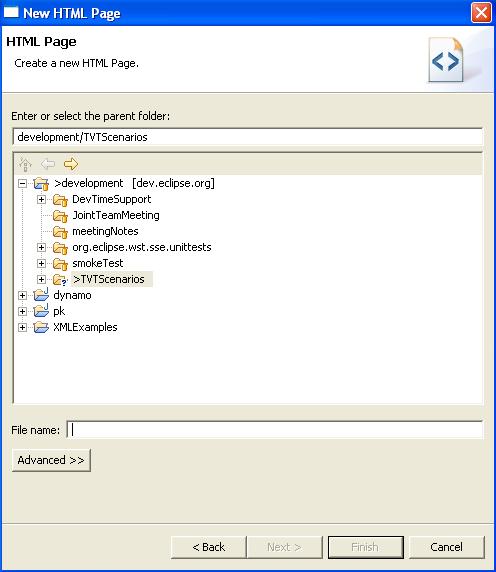 New HTML Page
HTML Page
Create a new HTML Page.
Enter or select the parent folder:
development/TVTScenarios
>development [dev.eclipse.org]
DevTimeSupport
JointTeamMeeting
meetingNotes
org.eclipse.wst.sse.unittests
smokeTest
>TVTScenarios
dynamo
pk
XMLExamples
File name:
Advanced >>
< Back Next > Finish Cancel